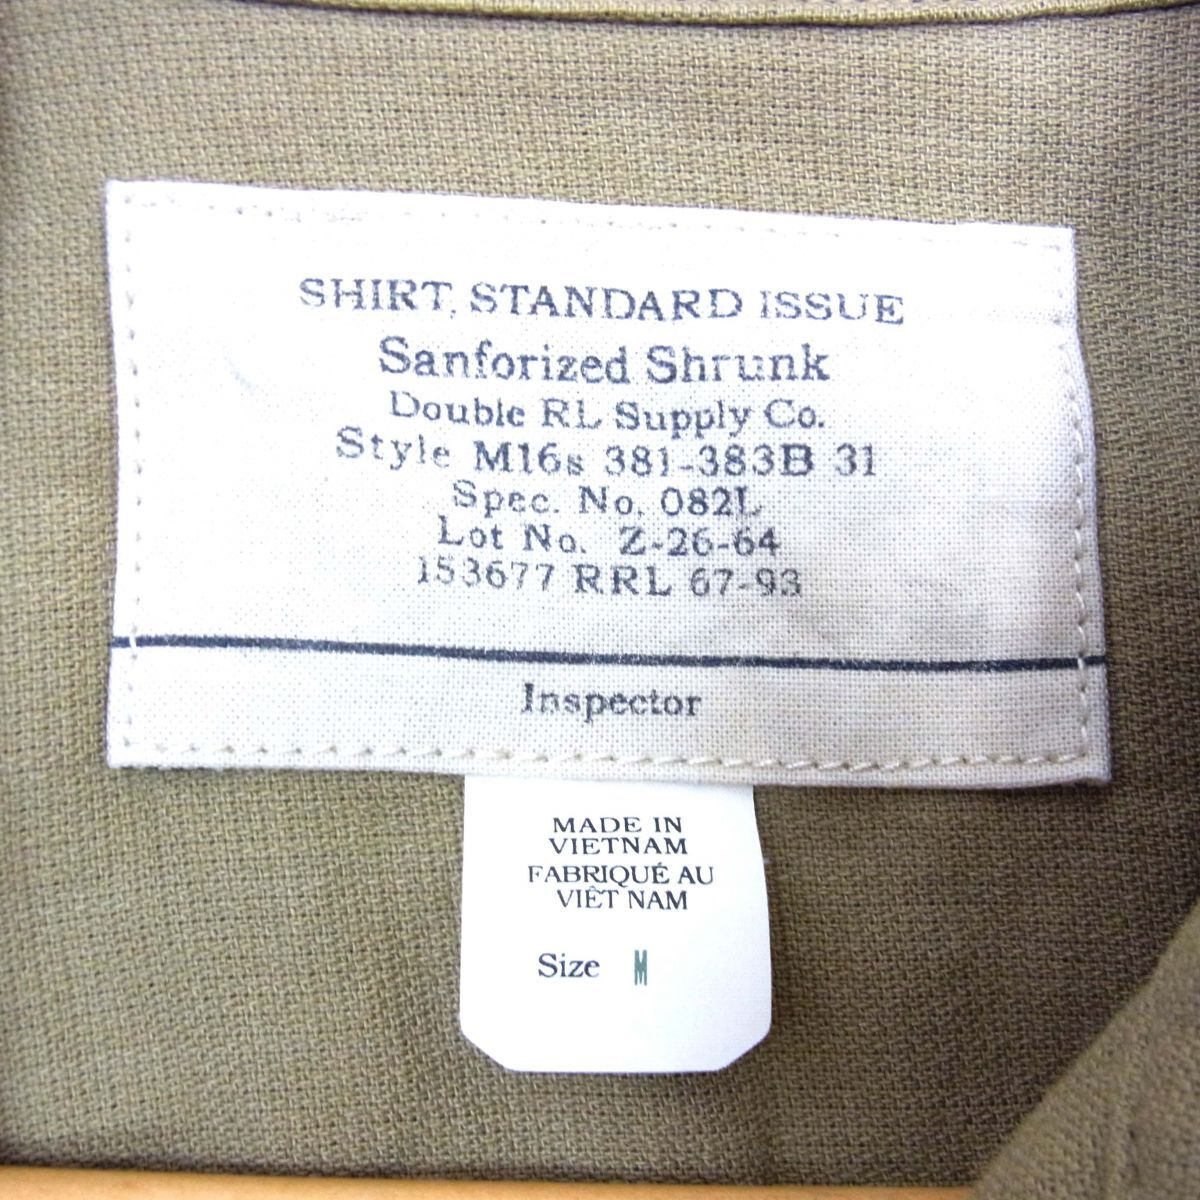 SHIRT, STANDARD ISSUE
Sanforized Shrunk
Double RL Supply Co.
Style M16s 381-383B 31
Spec. No. 082L
Lot No. Z-26-64
153677 RRL 67-93
Inspector
MADE IN
VIETNAM
FABRIQUÉ AU
VIÊT NAM
Size M